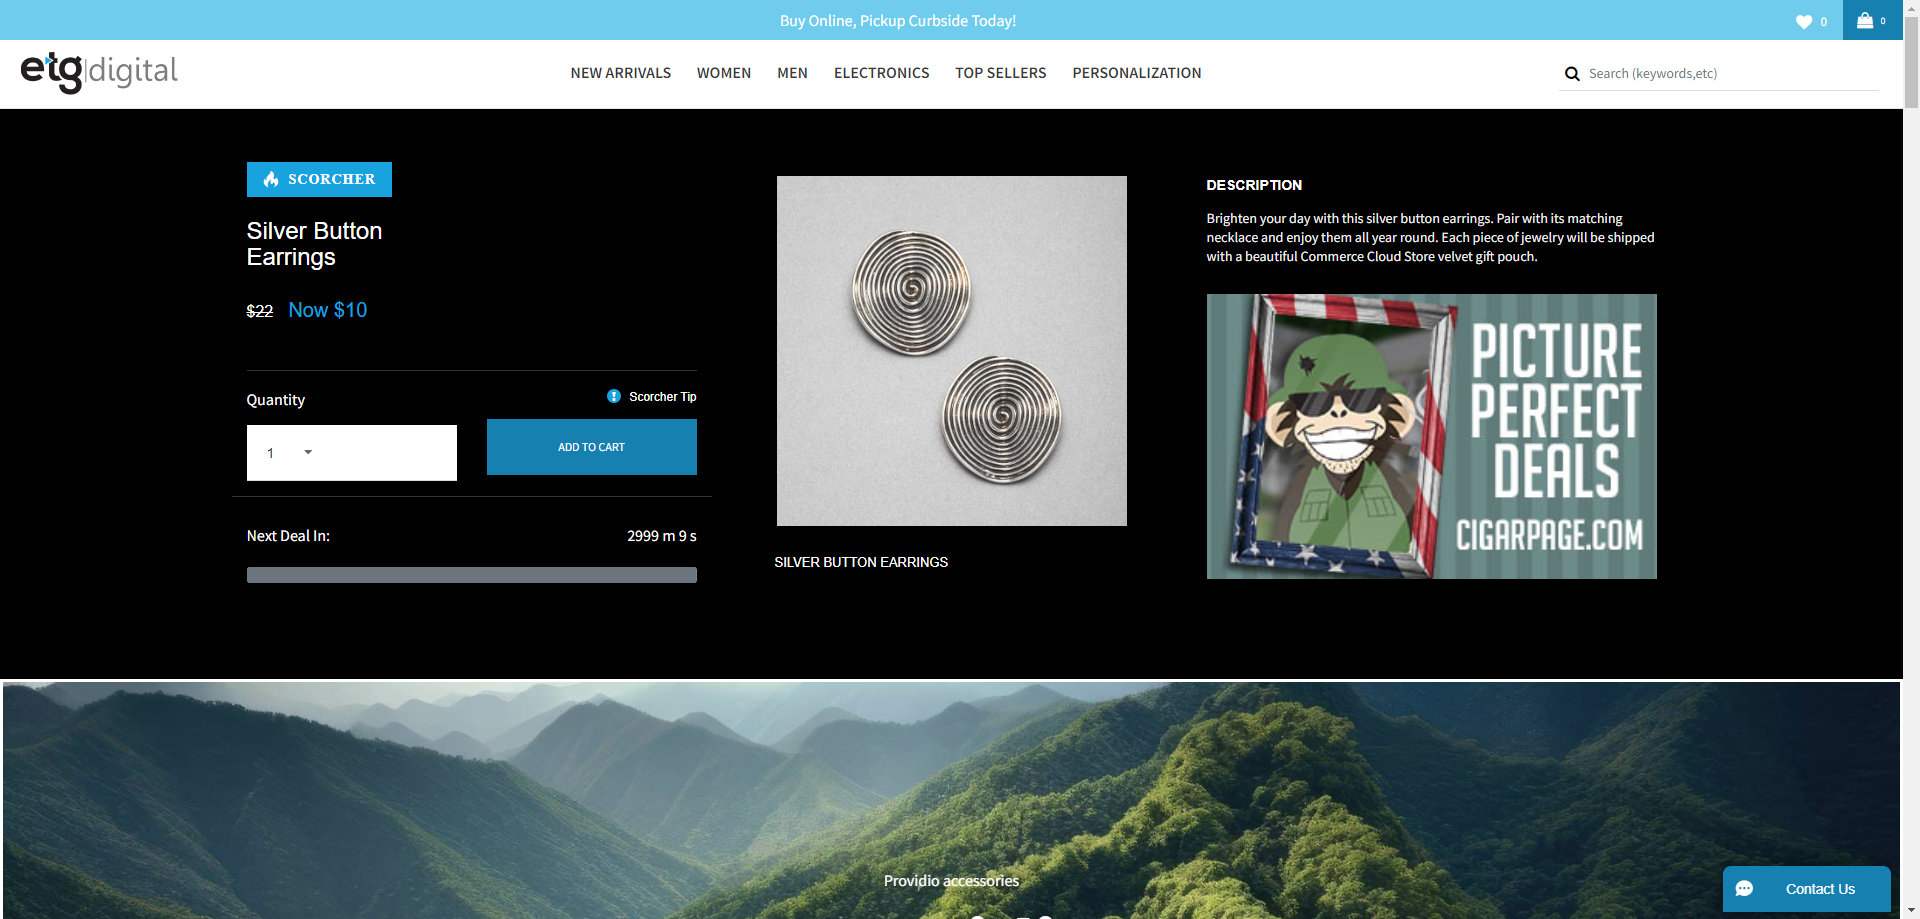 Buy Online, Pickup Curbside Today!
0
0
etg|digital
NEW ARRIVALS
WOMEN
MEN
ELECTRONICS
TOP SELLERS
PERSONALIZATION
Search (keywords,etc)
SCORCHER
Silver Button
Earrings
$22 Now $10
Quantity
Scorcher Tip
1
ADD TO CART
Next Deal In:
2999 m 9 s
SILVER BUTTON EARRINGS
DESCRIPTION
Brighten your day with this silver button earrings. Pair with its matching
necklace and enjoy them all year round. Each piece of jewelry will be shipped
with a beautiful Commerce Cloud Store velvet gift pouch.
PICTURE
PERFECT
DEALS
CIGARPAGE.COM
Providio accessories
Contact Us